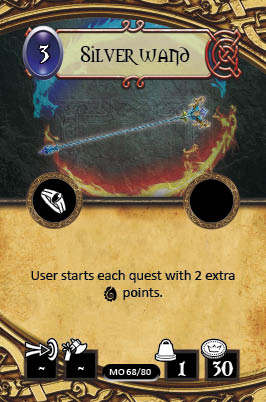 3
Silver wand
User starts each quest with 2 extra
points.
~ ~ MO 68/80 1 30